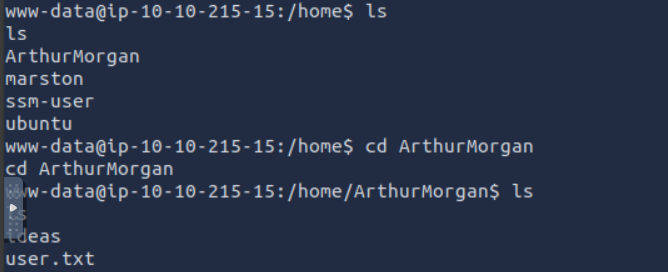 www-data@ip-10-10-215-15:/home$ ls
ls
ArthurMorgan
marston
ssm-user
ubuntu
www-data@ip-10-10-215-15:/home$ cd ArthurMorgan
cd ArthurMorgan
www-data@ip-10-10-215-15:/home/ArthurMorgan$ ls
ls
ideas
user.txt